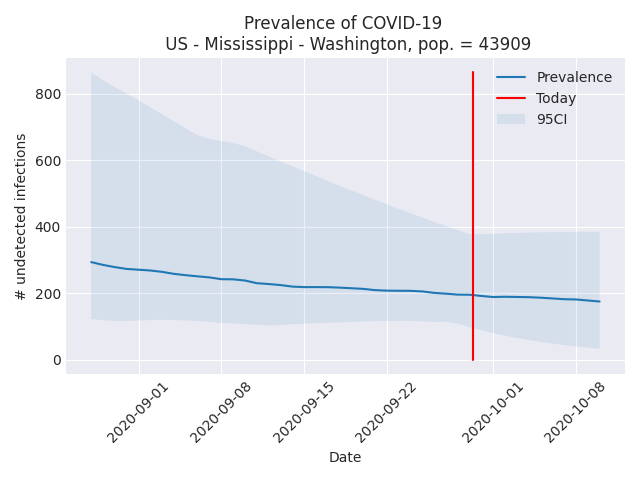 Prevalence of COVID-19
US - Mississippi - Washington, pop. = 43909
Prevalence
Today
95CI
# undetected infections
800
600
400
200
0
2020-09-01
2020-09-08
2020-09-15
2020-09-22
2020-10-01
2020-10-08
Date